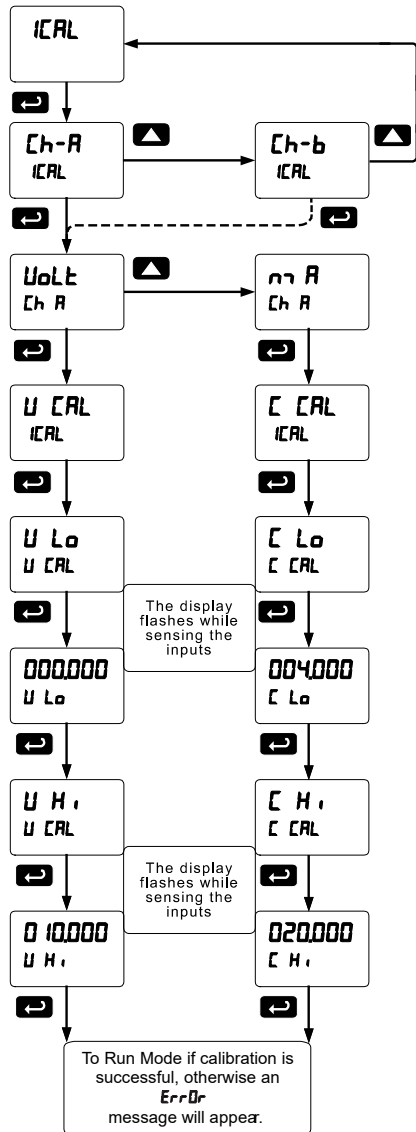 ICAL
Ch-A
ICAL
Ch-b
ICAL
VoLt
Ch A
mA
Ch A
V CAL
ICAL
C CAL
ICAL
V Lo
V CAL
C Lo
C CAL
The display
flashes while
sensing the
inputs
000.000
V Lo
004.000
C Lo
V Hi
V CAL
C Hi
C CAL
The display
flashes while
sensing the
inputs
010.000
V Hi
020.000
C Hi
To Run Mode if calibration is
successful, otherwise an
Err0r
message will appear.